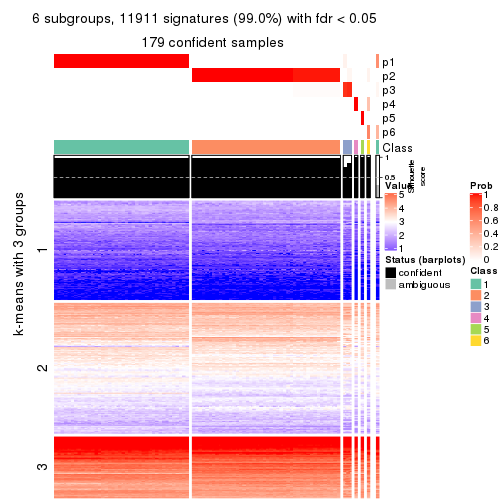 6 subgroups, 11911 signatures (99.0%) with fdr < 0.05
179 confident samples
p1
p2
p3
p4
p5
p6
Class
1
0.5
Silhouette
score
k-means with 3 groups
1
2
3
Value
5
4
3
2
1
Status (barplots)
confident
ambiguous
Prob
1
0.8
0.6
0.4
0.2
0
Class
1
2
3
4
5
6